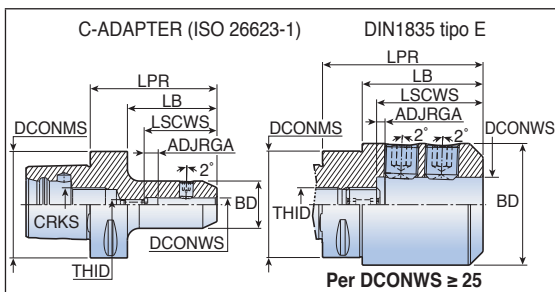 C-ADAPTER (ISO 26623-1) DIN1835 tipo E
LPR
LB
LSCWS
ADJRGA
2°
DCONMS
CRKS
THID
DCONWS
BD
LPR
LB
LSCWS
ADJRGA
2° 2°
DCONMS
DCONWS
THID
BD
Per DCONWS ≥ 25